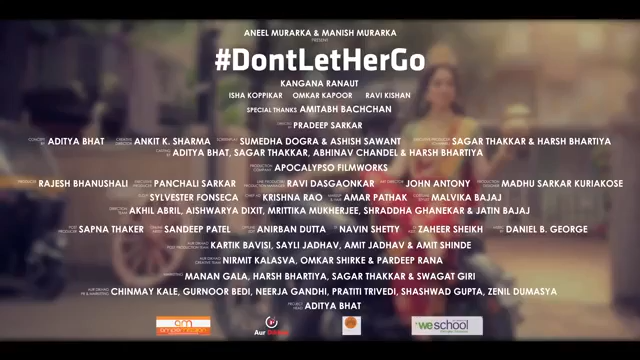 ANEEL MURARKA & MANISH MURARKA
PRESENT
#DontLetHerGo
KANGANA RANAUT
ISHA KOPPIKAR OMKAR KAPOOR RAVI KISHAN
SPECIAL THANKS AMITABH BACHCHAN
PRADEEP SARKAR
ADITYA BHAT ANKIT K. SHARMA SUMEDHA DOGRA & ASHISH SAWANT SAGAR THAKKAR & HARSH BHARTIYA
ADITYA BHAT, SAGAR THAKKAR, ABHINAV CHANDEL & HARSH BHARTIYA
APOCALYPSO FILMWORKS
RAJESH BHANUSHALI PANCHALI SARKAR RAVI DASGAONKAR JOHN ANTONY MADHU SARKAR KURIAKOSE
SYLVESTER FONSECA KRISHNA RAO AMAR PATHAK MALVIKA BAJAJ
AKHIL ABRIL, AISHWARYA DIXIT, MRITTIKA MUKHERJEE, SHRADDHA GHANEKAR & JATIN BAJAJ
SAPNA THAKER SANDEEP PATEL ANIRBAN DUTTA NAVIN SHETTY ZAHEER SHEIKH DANIEL B. GEORGE
KARTIK BAVISI, SAYLI JADHAV, AMIT JADHAV & AMIT SHINDE
NIRMIT KALASVA, OMKAR SHIRKE & PARDEEP RANA
MANAN GALA, HARSH BHARTIYA, SAGAR THAKKAR & SWAGAT GIRI
CHINMAY KALE, GURNOOR BEDI, NEERJA GANDHI, PRATITI TRIVEDI, SHASHWAD GUPTA, ZENIL DUMASYA
PROJECT HEAD ADITYA BHAT
weschool